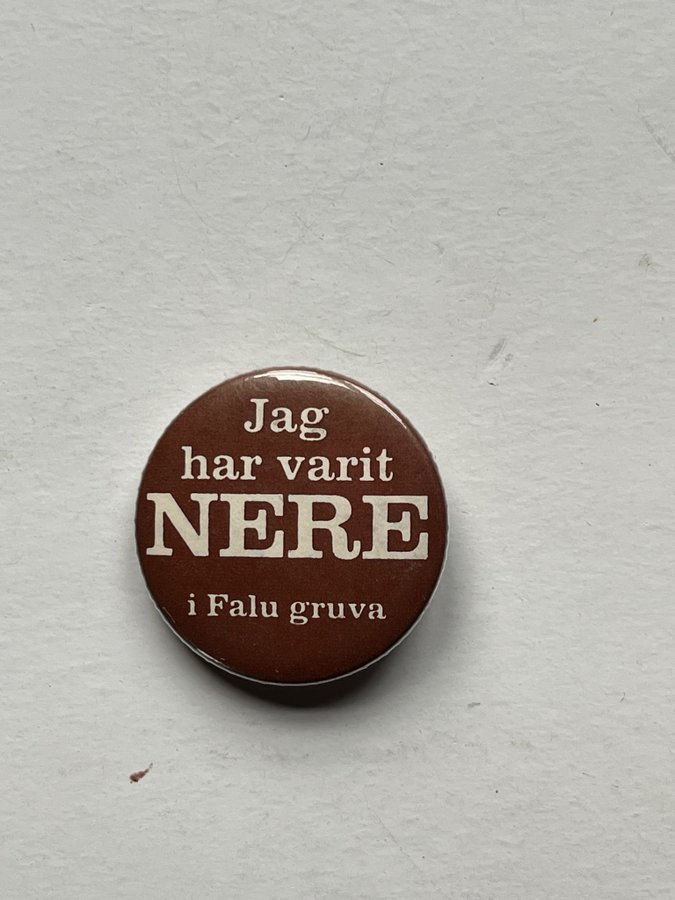 Jag
har varit
NERE
i Falu gruva